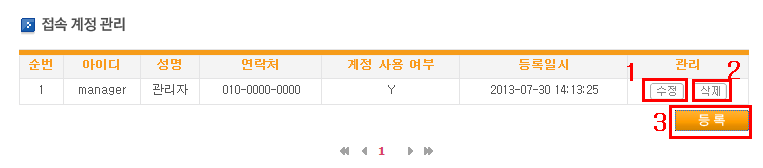 접속 계정 관리
순번 아이디 성명 연락처 계정 사용 여부 등록일시 관리
1 manager 관리자 010-0000-0000 Y 2013-07-30 14:13:25 1 수정 2 삭제
3 등 록
1